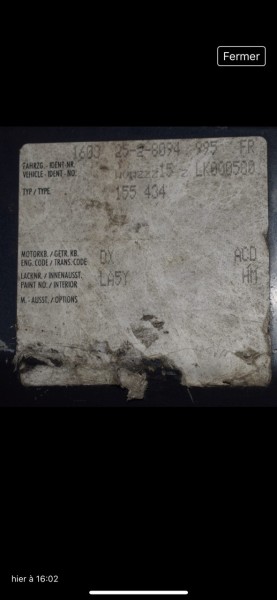 Fermer
1603 25-2-8094 995 FR
FAHRZG.-IDENT-NR.
VEHICLE-IDENT-NO. 15 LK000588
TYP/TYPE 155 434
MOTORKB./GETR.KB. DX ACD
ENG. CODE/TRANS.CODE
LACKNR./INNENAUSST. LA5Y HM
PAINT NO./INTERIOR
M.-AUSST./OPTIONS
hier à 16:02